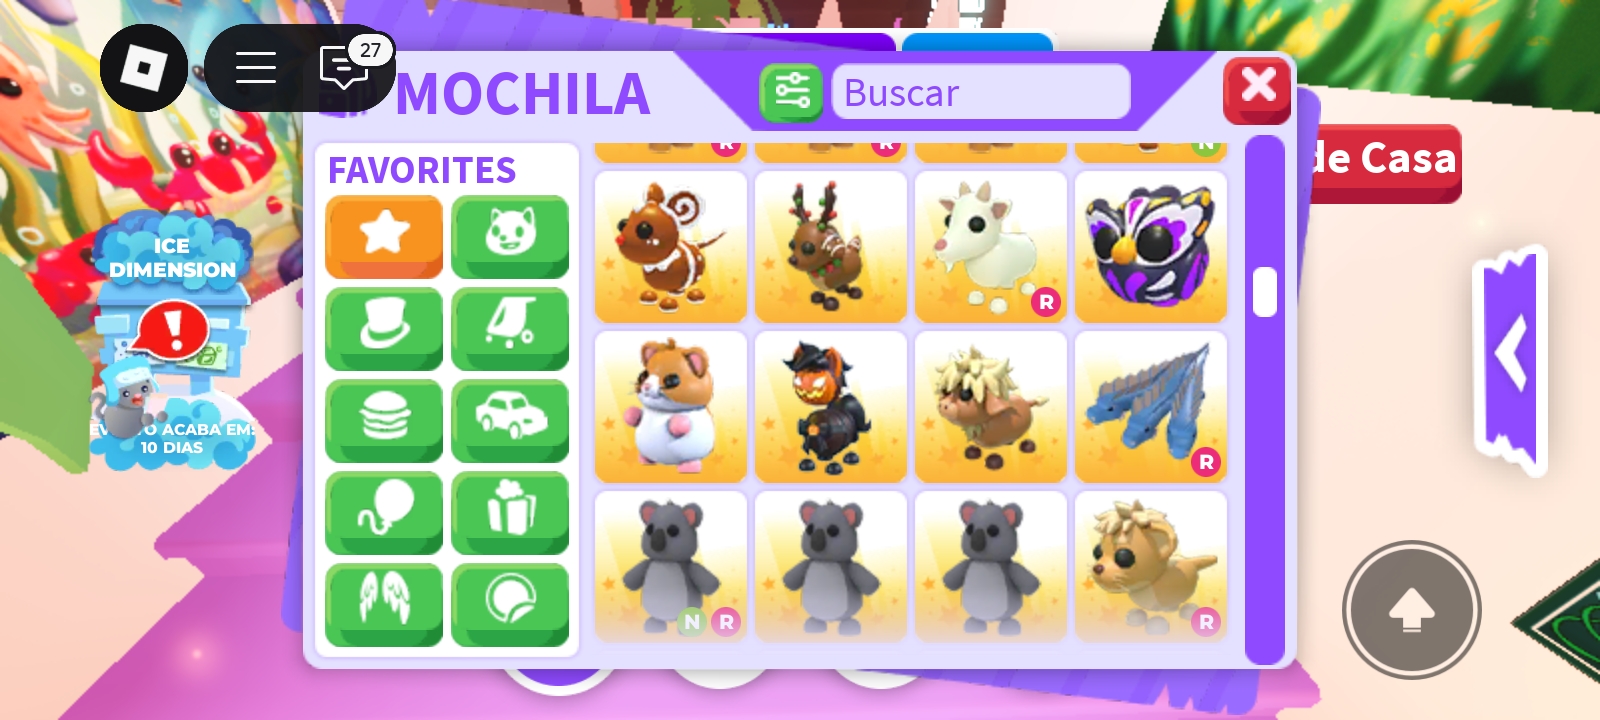 27
MOCHILA
Buscar
FAVORITES
de Casa
ICE
DIMENSION
ACABA EM:
10 DIAS
R
R
N
R
R
N
R
R